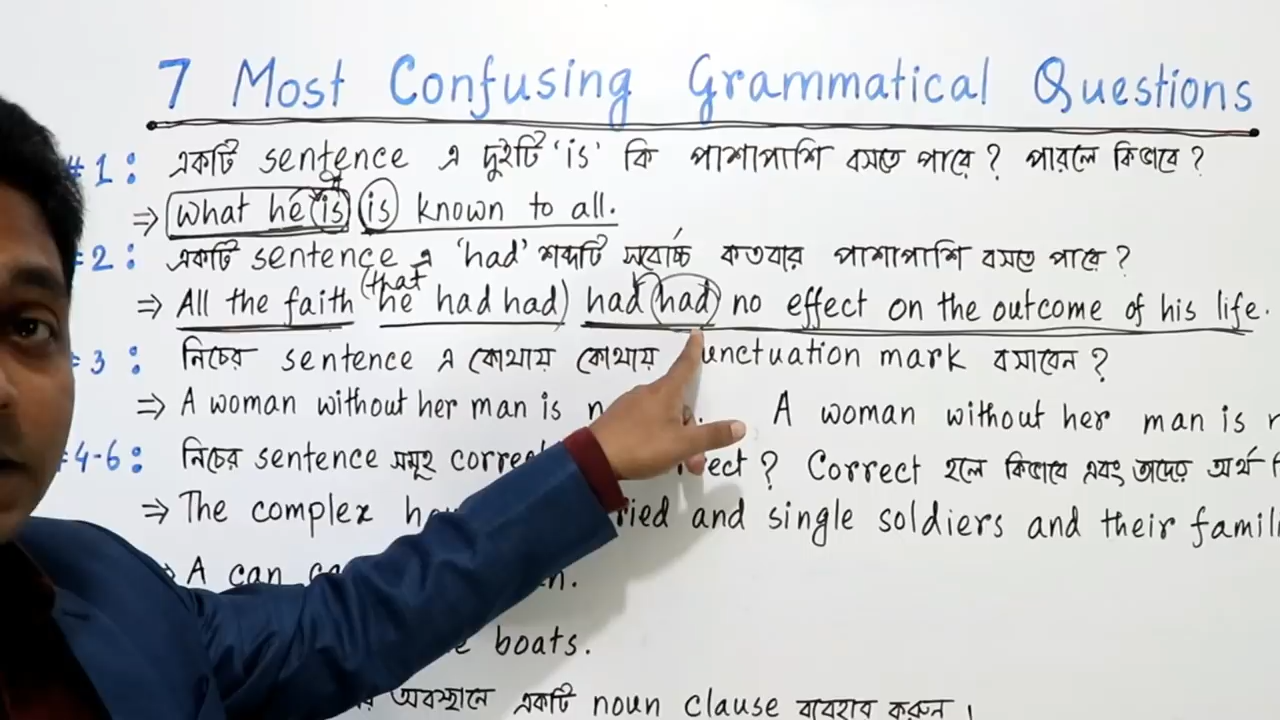 7 Most Confusing Grammatical Questions
#1: একটি sentence এ দুইটি 'is' কি পাশাপাশি বসতে পারে? পারলে কিভাবে?
⇒ What he is is known to all.
#2: একটি sentence এ 'had' শব্দটি সর্বোচ্চ কতবার পাশাপাশি বসতে পারে?
⇒ All the faith (that he had had) had had no effect on the outcome of his life.
#3: নিচের sentence এ কোথায় কোথায় unctuation mark বসাবেন?
⇒ A woman without her man is A woman without her man is
#4-6: নিচের sentence সমূহ correct ? Correct হলে কিভাবে এবং তাদের অর্থ
⇒ The complex and single soldiers and their
A can
boats.
অবস্থানে একটি noun clause ব্যবহার করুন।